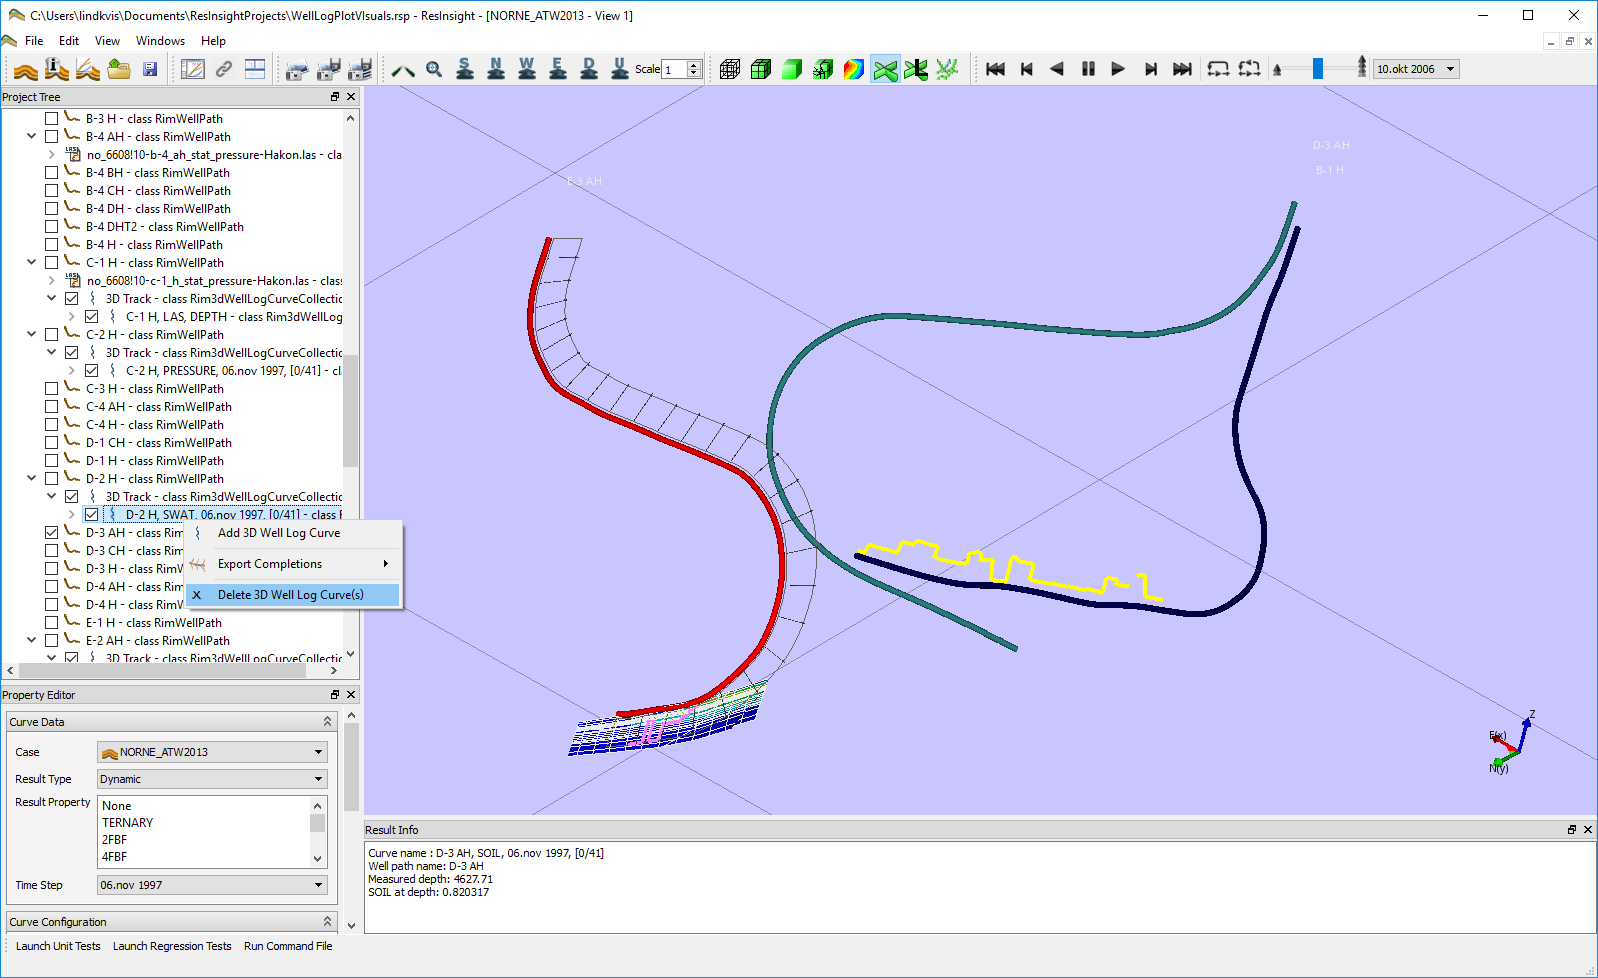 C:\Users\lindkvis\Documents\ResInsightProjects\WellLogPlotVIsuals.rsp - ResInsight - [NORNE_ATW2013 - View 1]
File Edit View Windows Help
S N W E D U Scale 1 10.okt 2006
Project Tree
B-3 H - class RimWellPath
B-4 AH - class RimWellPath
no_6608!10-b-4_ah_stat_pressure-Hakon.las - cla
B-4 BH - class RimWellPath
B-4 CH - class RimWellPath
B-4 DH - class RimWellPath
B-4 DHT2 - class RimWellPath
B-4 H - class RimWellPath
C-1 H - class RimWellPath
no_6608!10-c-1_h_stat_pressure-Hakon.las - class
3D Track - class Rim3dWellLogCurveCollectic
C-1 H, LAS, DEPTH - class Rim3dWellLog
C-2 H - class RimWellPath
3D Track - class Rim3dWellLogCurveCollectic
C-2 H, PRESSURE, 06.nov 1997, [0/41] - cl
C-3 H - class RimWellPath
C-4 AH - class RimWellPath
C-4 H - class RimWellPath
D-1 CH - class RimWellPath
D-1 H - class RimWellPath
D-2 H - class RimWellPath
3D Track - class Rim3dWellLogCurveCollectic
D-2 H, SWAT, 06.nov 1997, [0/41] - class
D-3 AH - class
D-3 CH - class
D-3 H - class
D-4 AH - class
D-4 H - class
E-1 H - class RimWellPath
E-2 AH - class RimWellPath
3D Track - class Rim3dWellLogCurveCollectic
Add 3D Well Log Curve
Export Completions
Delete 3D Well Log Curve(s)
E-3 AH
D-3 AH
B-1 H
Z
E(x)
N(y)
Property Editor
Curve Data
Case NORNE_ATW2013
Result Type Dynamic
Result Property None
TERNARY
2FBF
4FBF
Time Step 06.nov 1997
Curve Configuration
Result Info
Curve name : D-3 AH, SOIL, 06.nov 1997, [0/41]
Well path name: D-3 AH
Measured depth: 4627.71
SOIL at depth: 0.820317
Launch Unit Tests Launch Regression Tests Run Command File